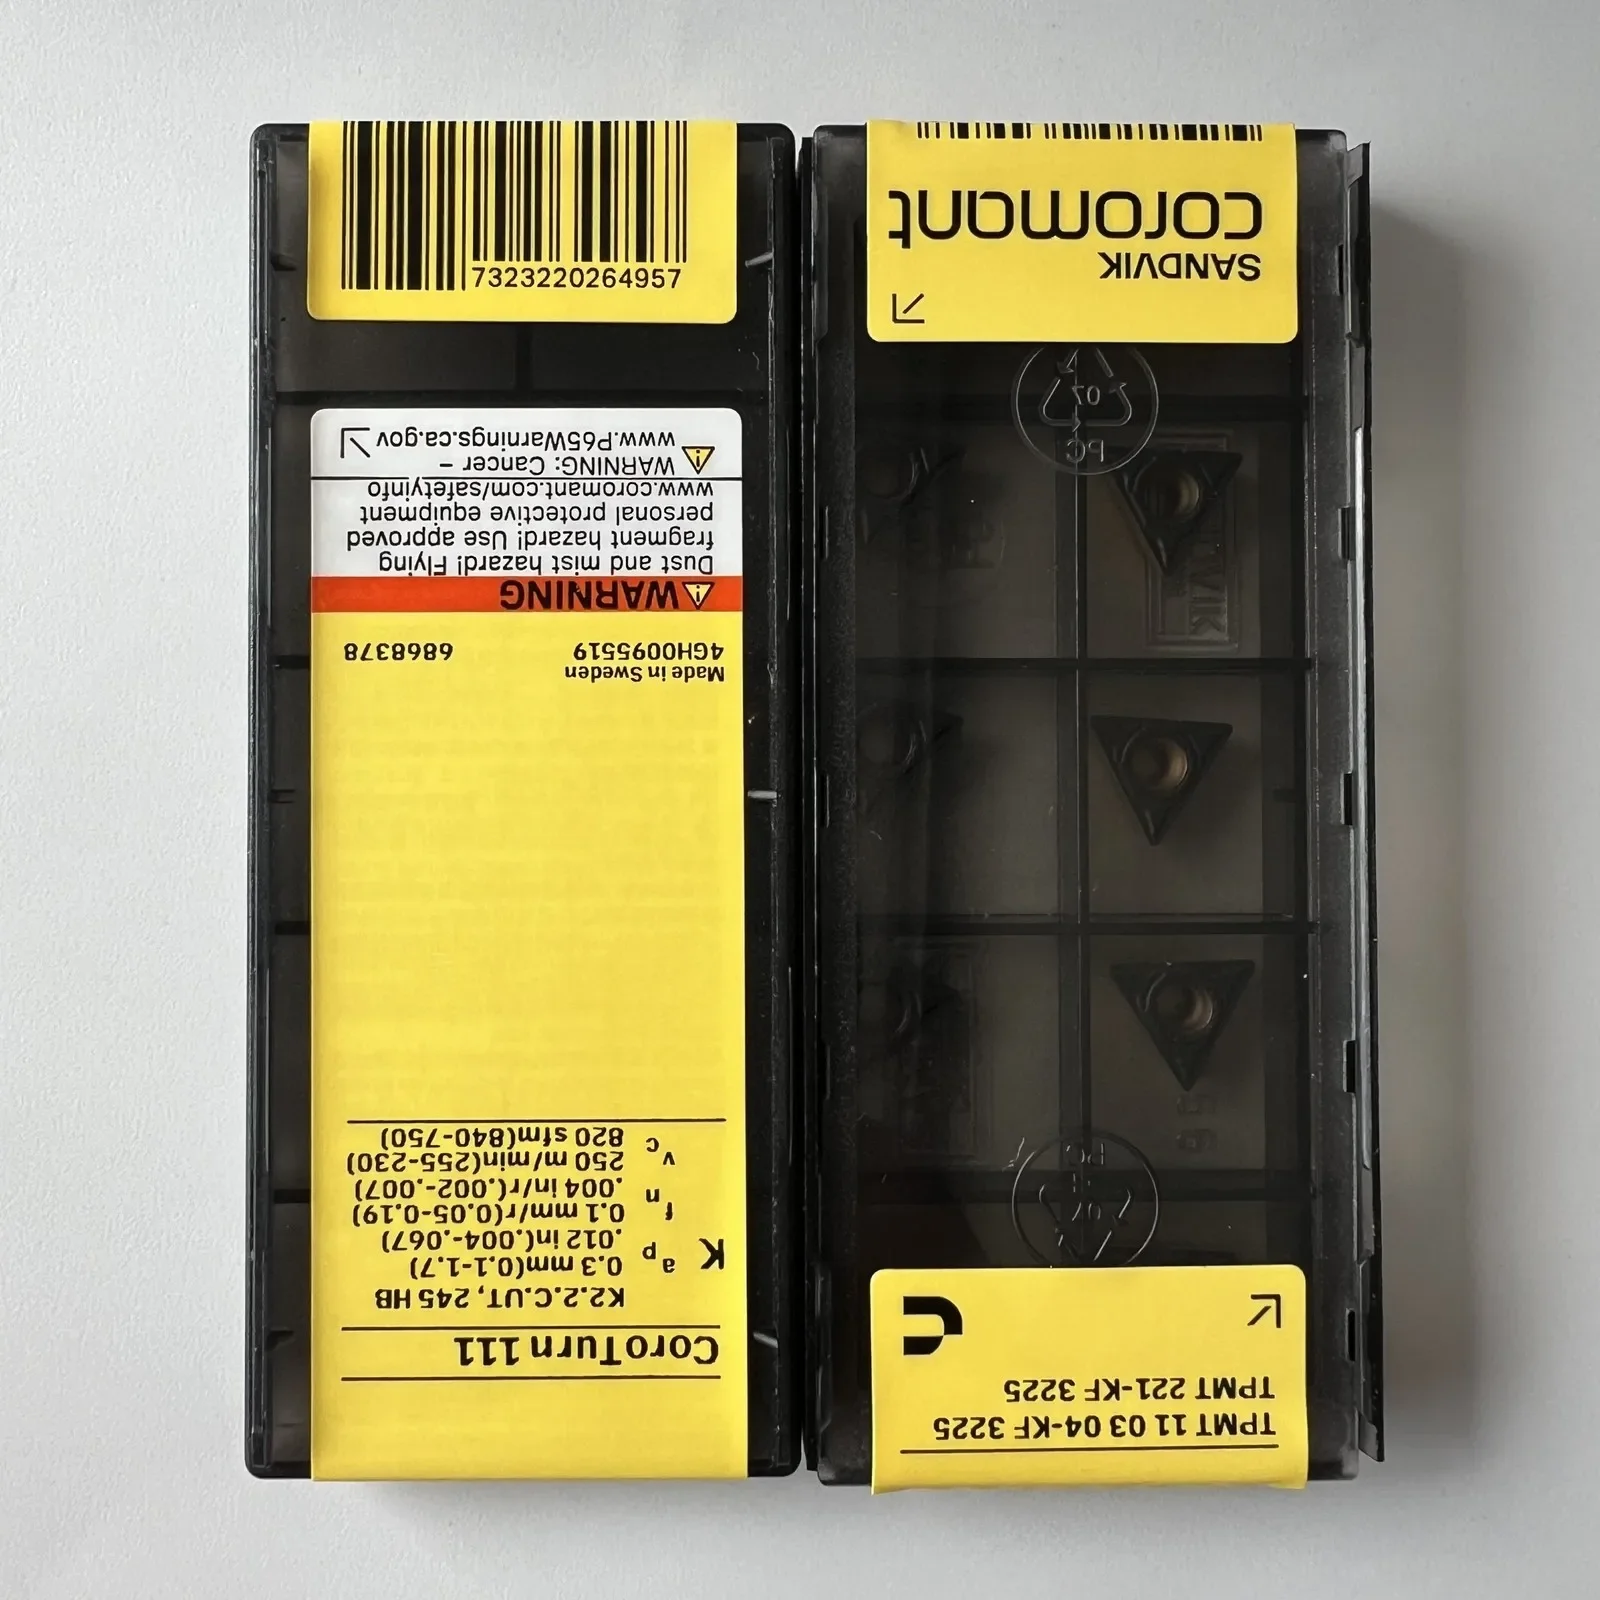 TPMT 11 03 04-KF 3225
TPMT 221-KF 3225
PC
07
PC
SANDVIK
coromant
CoroTurn 111
K2.2.C.UT, 245 HB
K ap 0.3 mm(0.1-1.7)
.012 in(.004-.067)
fn 0.1 mm/r(0.05-0.19)
.004 in/r(.002-.007)
vc 250 m/min(255-230)
820 sfm(840-750)
Made in Sweden
4GH0095519 6868378
WARNING
Dust and mist hazard! Flying
fragment hazard! Use approved
personal protective equipment
www.coromant.com/safetyinfo
WARNING: Cancer –
www.P65Warnings.ca.gov
7323220264957